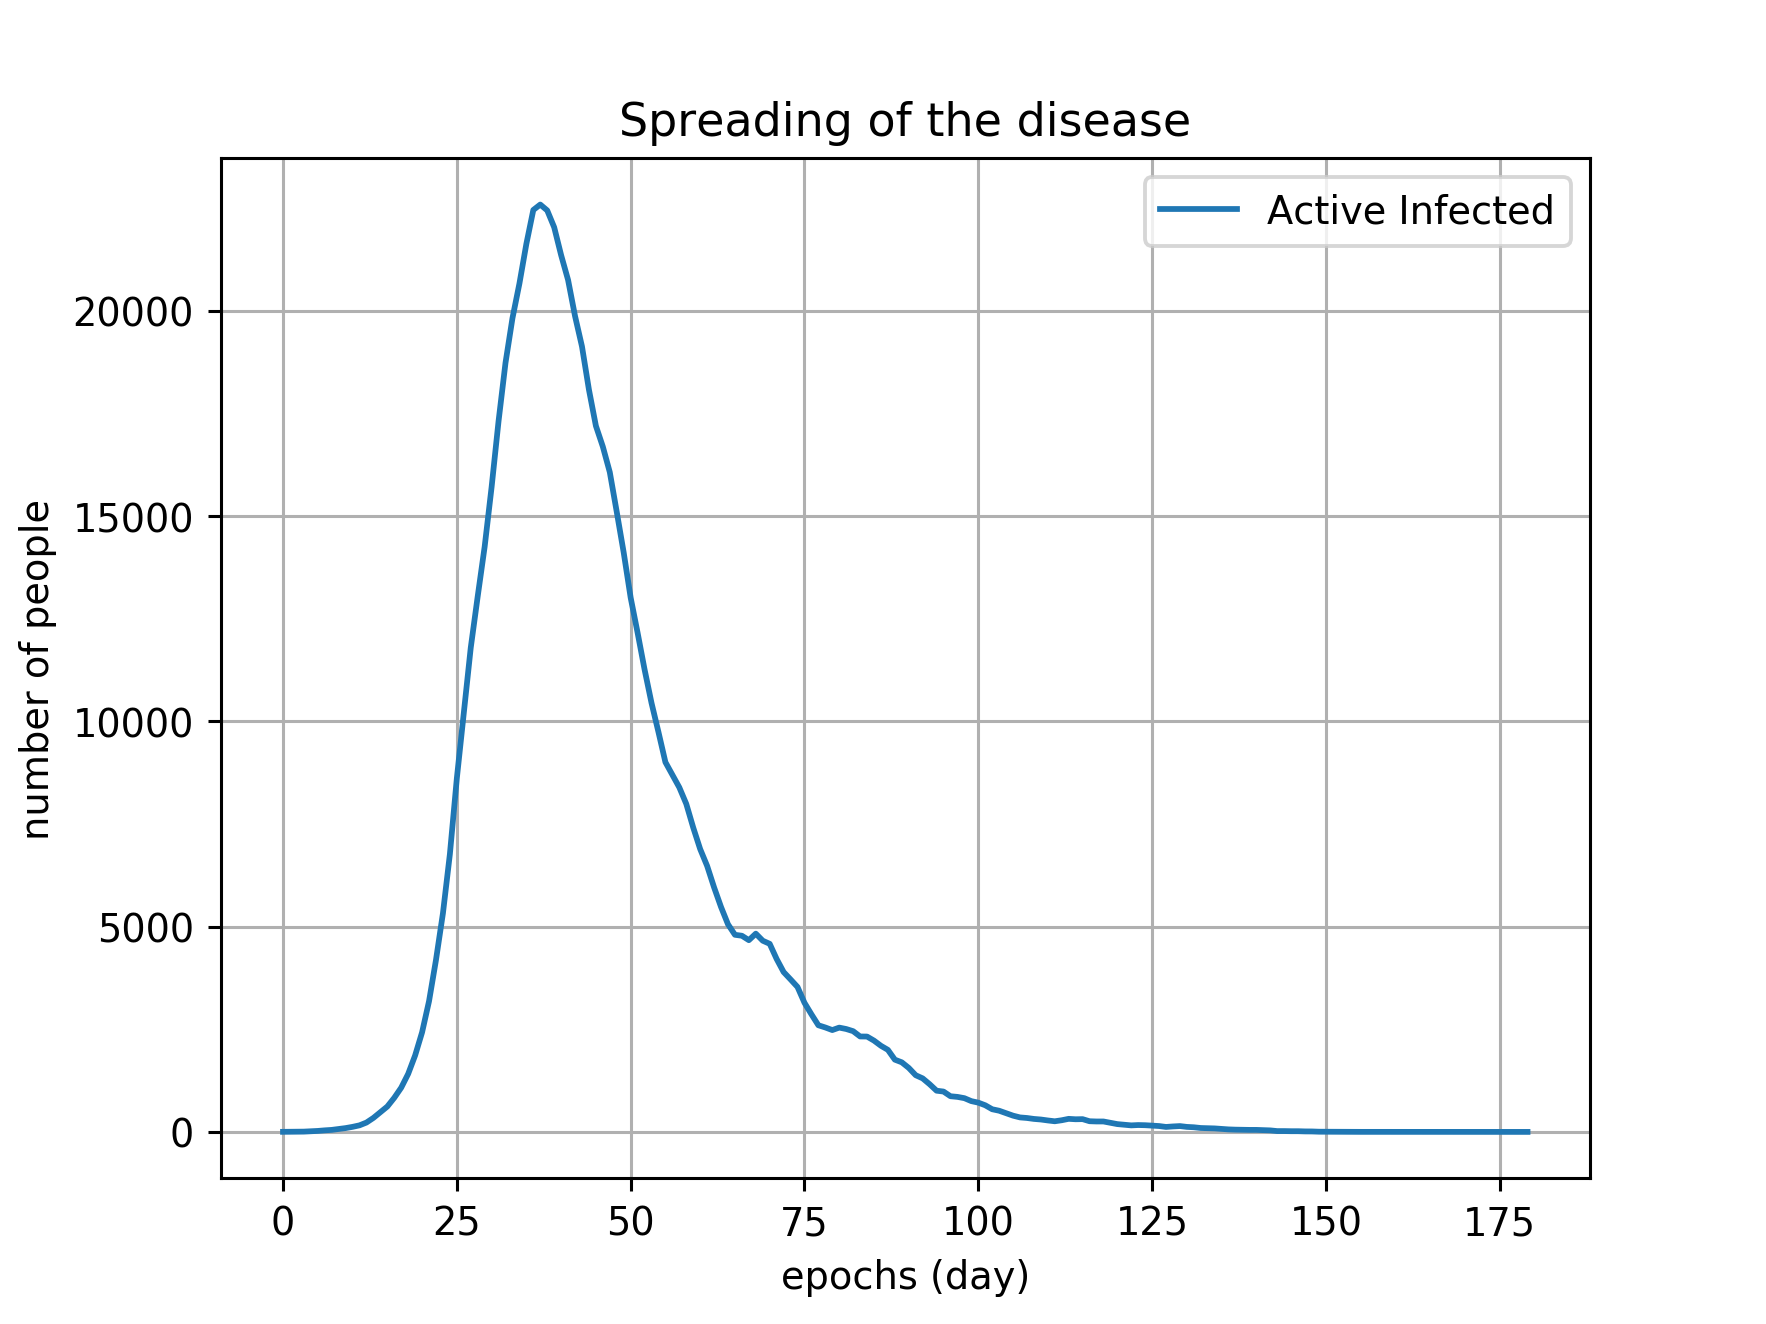 Spreading of the disease
Active Infected
number of people
20000
15000
10000
5000
0
0 25 50 75 100 125 150 175
epochs (day)